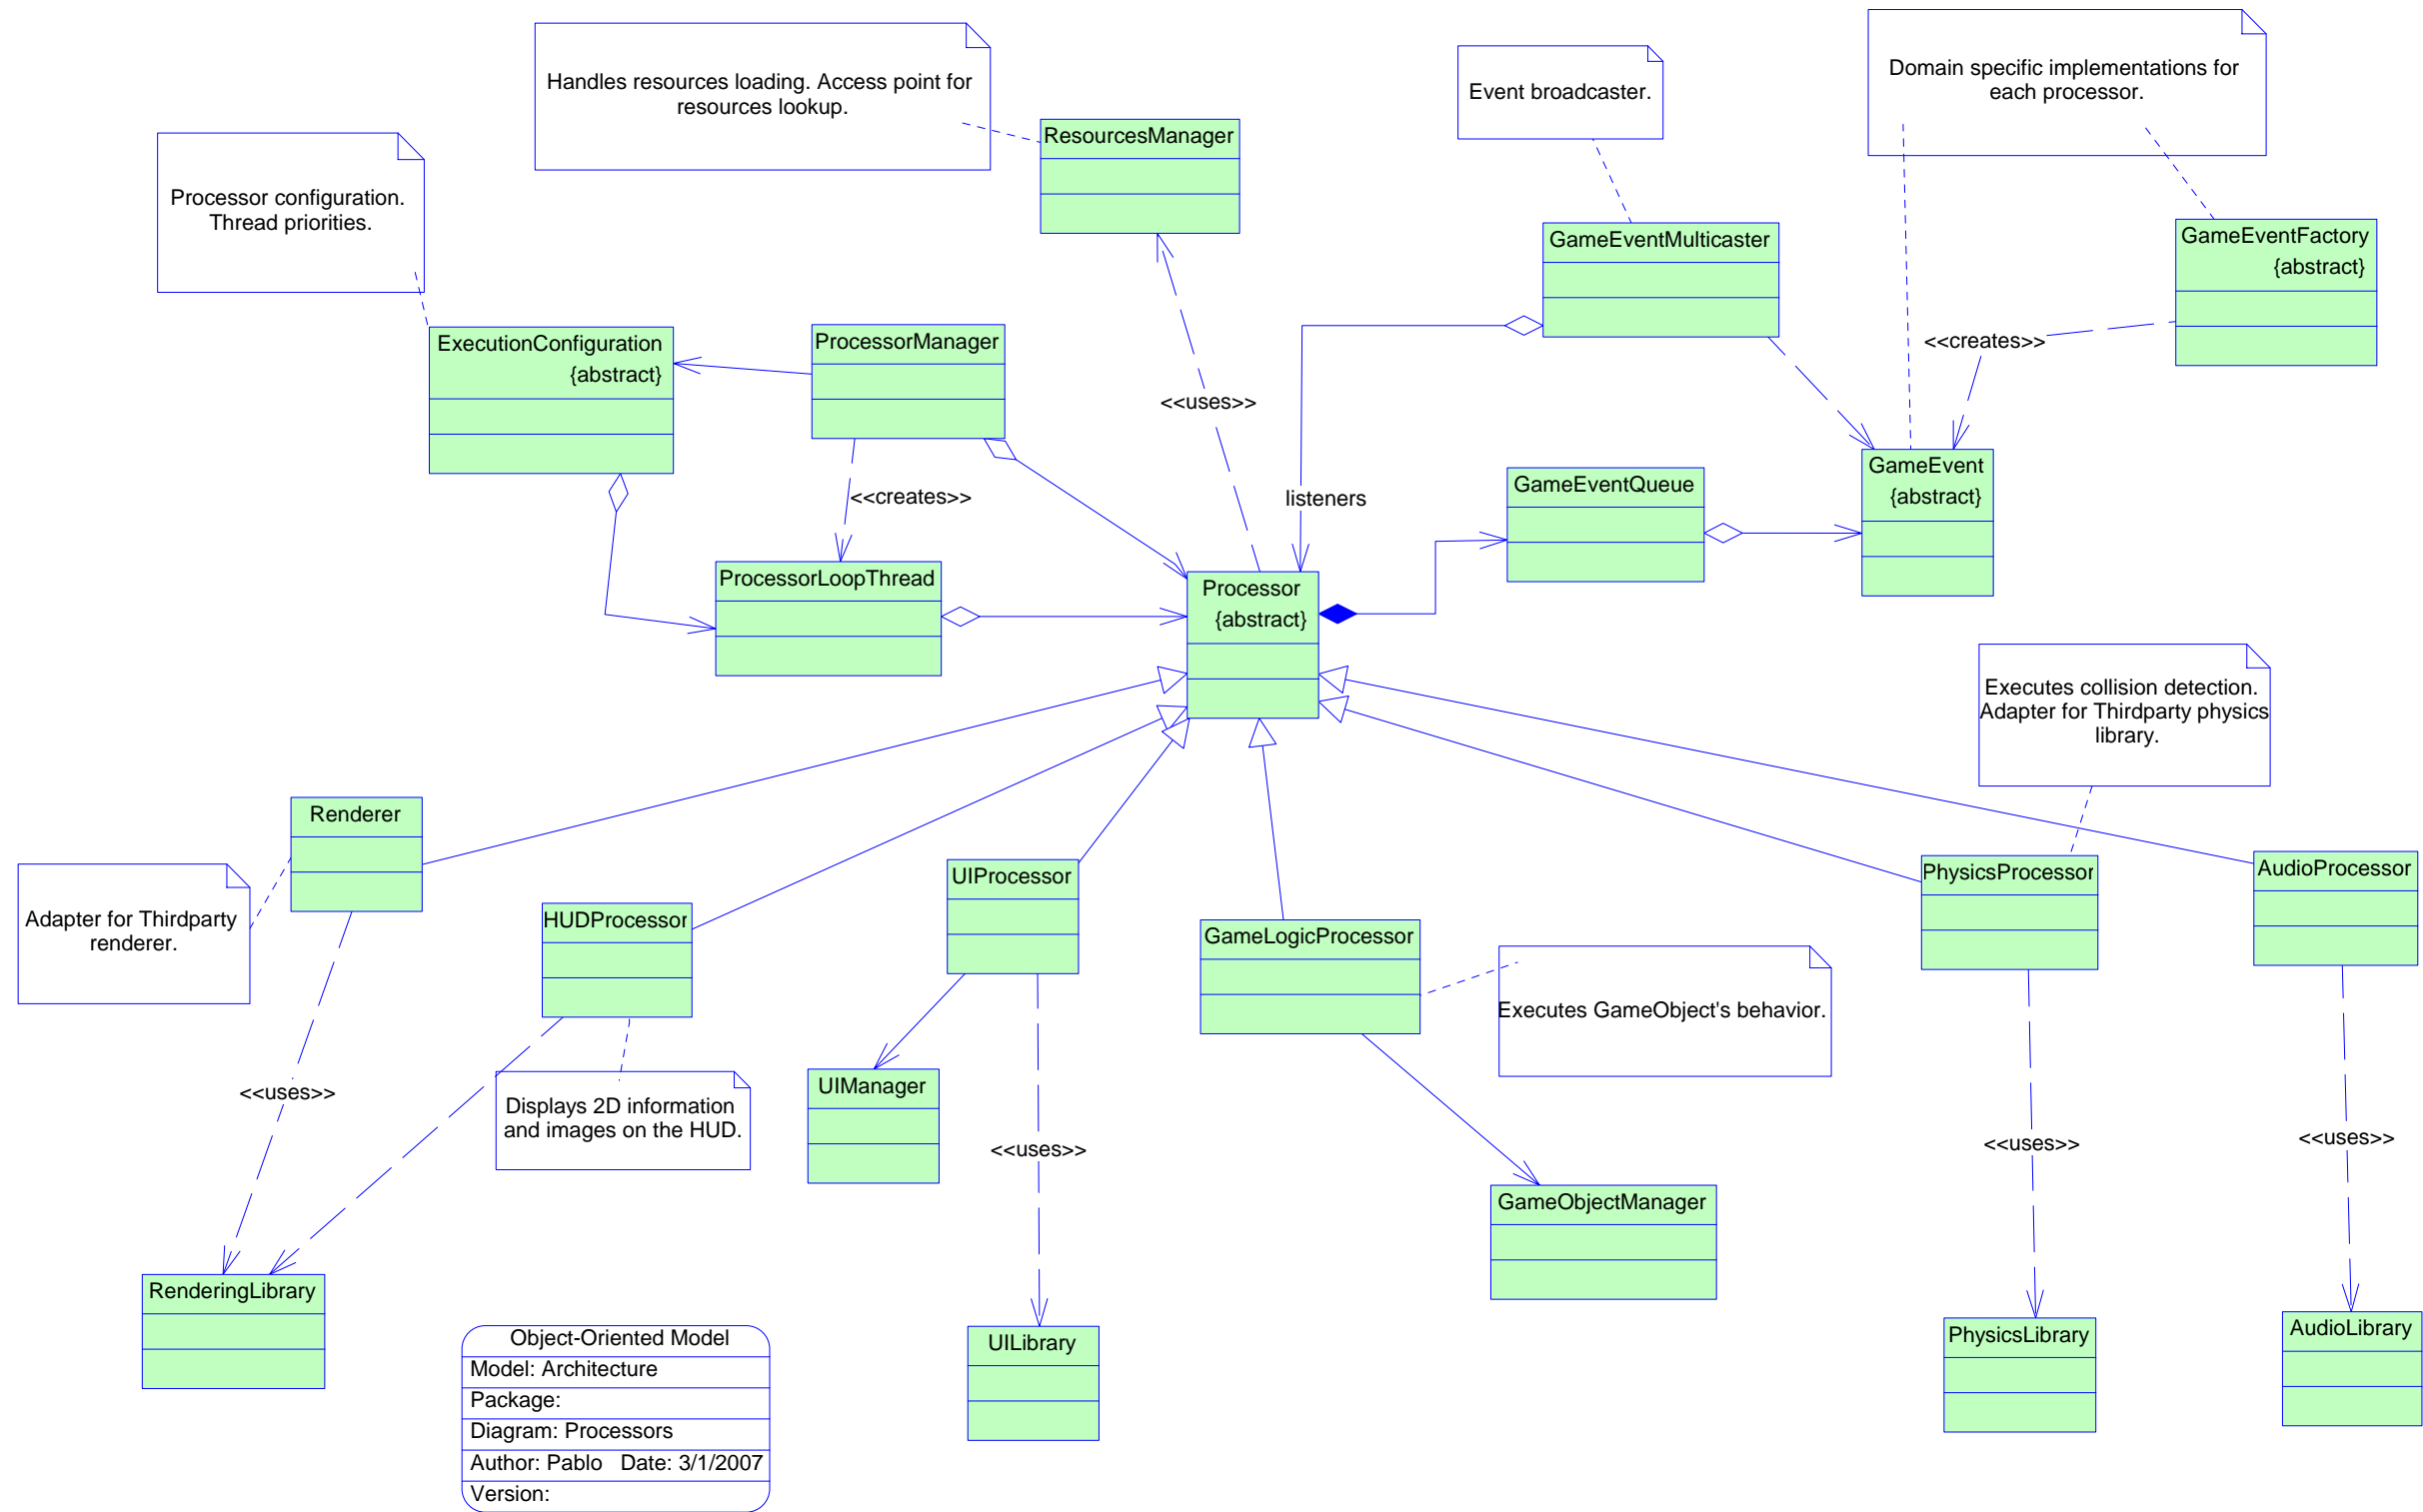 Handles resources loading. Access point for
resources lookup.
Event broadcaster.
Domain specific implementations for
each processor.
Processor configuration.
Thread priorities.
ResourcesManager
GameEventMulticaster
GameEventFactory
{abstract}
ExecutionConfiguration
{abstract}
ProcessorManager
<<creates>>
<<uses>>
<<creates>>
listeners
GameEventQueue
GameEvent
{abstract}
ProcessorLoopThread
Processor
{abstract}
Executes collision detection.
Adapter for Thirdparty physics
library.
Renderer
Adapter for Thirdparty
renderer.
HUDProcessor
UIProcessor
GameLogicProcessor
PhysicsProcessor
AudioProcessor
Executes GameObject's behavior.
<<uses>>
Displays 2D information
and images on the HUD.
UIManager
<<uses>>
<<uses>>
<<uses>>
GameObjectManager
RenderingLibrary
UILibrary
PhysicsLibrary
AudioLibrary
Object-Oriented Model
Model: Architecture
Package:
Diagram: Processors
Author: Pablo Date: 3/1/2007
Version: